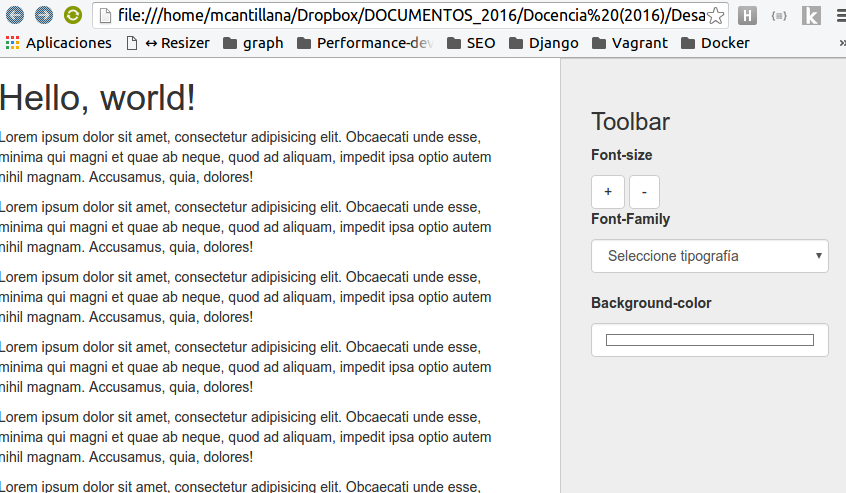 file:///home/mcantillana/Dropbox/DOCUMENTOS_2016/Docencia%20(2016)/Desa
H
{≡}
k
Aplicaciones
↔ Resizer
graph
Performance-dev
SEO
Django
Vagrant
Docker
»
Hello, world!
Lorem ipsum dolor sit amet, consectetur adipisicing elit. Obcaecati unde esse,
minima qui magni et quae ab neque, quod ad aliquam, impedit ipsa optio autem
nihil magnam. Accusamus, quia, dolores!
Lorem ipsum dolor sit amet, consectetur adipisicing elit. Obcaecati unde esse,
minima qui magni et quae ab neque, quod ad aliquam, impedit ipsa optio autem
nihil magnam. Accusamus, quia, dolores!
Lorem ipsum dolor sit amet, consectetur adipisicing elit. Obcaecati unde esse,
minima qui magni et quae ab neque, quod ad aliquam, impedit ipsa optio autem
nihil magnam. Accusamus, quia, dolores!
Lorem ipsum dolor sit amet, consectetur adipisicing elit. Obcaecati unde esse,
minima qui magni et quae ab neque, quod ad aliquam, impedit ipsa optio autem
nihil magnam. Accusamus, quia, dolores!
Lorem ipsum dolor sit amet, consectetur adipisicing elit. Obcaecati unde esse,
minima qui magni et quae ab neque, quod ad aliquam, impedit ipsa optio autem
nihil magnam. Accusamus, quia, dolores!
Lorem ipsum dolor sit amet, consectetur adipisicing elit. Obcaecati unde esse,
Toolbar
Font-size
+ -
Font-Family
Seleccione tipografía
Background-color